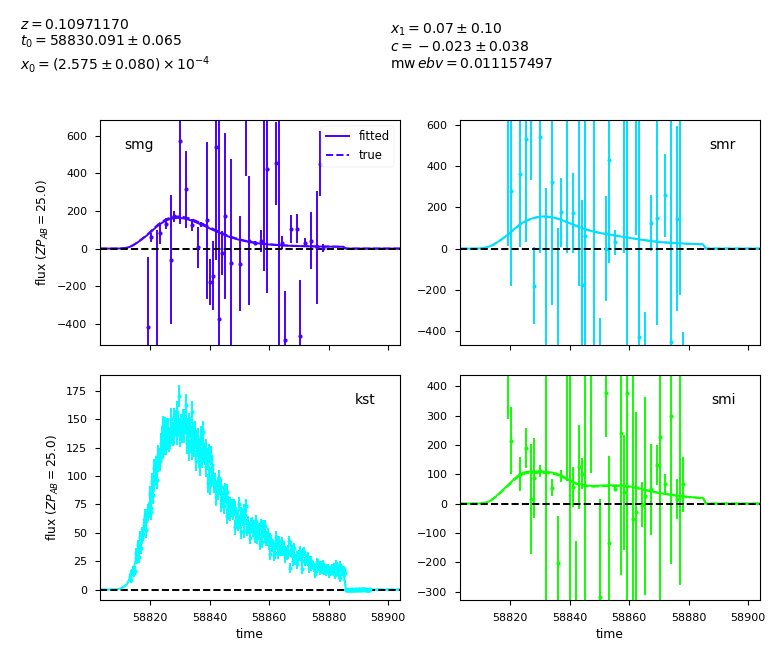 z = 0.10971170
t₀ = 58830.091 ± 0.065
x₀ = (2.575 ± 0.080) × 10⁻⁴
x₁ = 0.07 ± 0.10
c = −0.023 ± 0.038
mw ebv = 0.011157497
smg
fitted
true
600
400
200
0
−200
−400
flux (ZP_AB = 25.0)
smr
600
400
200
0
−200
−400
kst
175
150
125
100
75
50
25
0
flux (ZP_AB = 25.0)
58820 58840 58860 58880 58900
time
smi
400
300
200
100
0
−100
−200
−300
58820 58840 58860 58880 58900
time